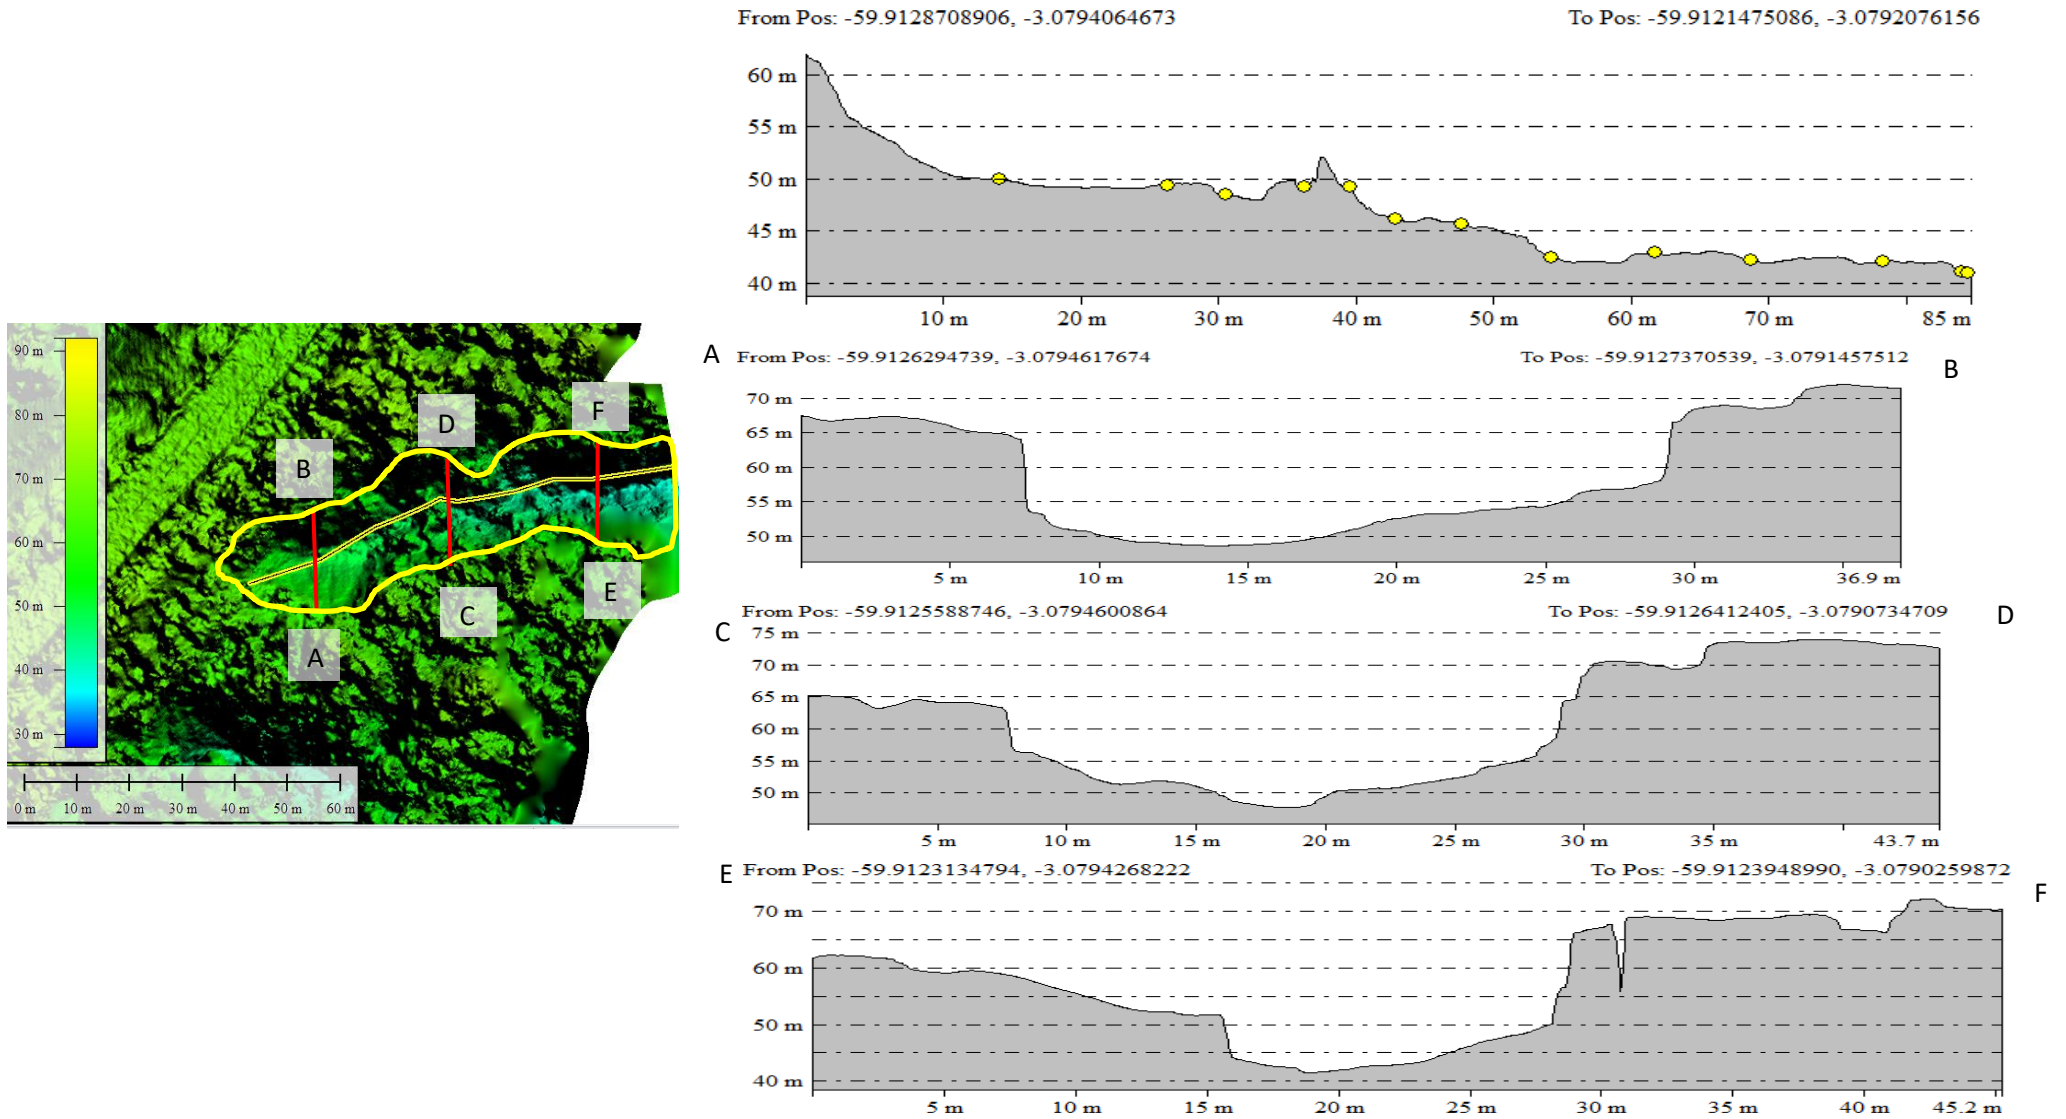 From Pos: -59.9128708906, -3.0794064673 To Pos: -59.9121475086, -3.0792076156
60 m
55 m
50 m
45 m
40 m
10 m 20 m 30 m 40 m 50 m 60 m 70 m 85 m
A From Pos: -59.9126294739, -3.0794617674 To Pos: -59.9127370539, -3.0791457512 B
70 m
65 m
60 m
55 m
50 m
5 m 10 m 15 m 20 m 25 m 30 m 36.9 m
C From Pos: -59.9125588746, -3.0794600864 To Pos: -59.9126412405, -3.0790734709 D
75 m
70 m
65 m
60 m
55 m
50 m
5 m 10 m 15 m 20 m 25 m 30 m 35 m 43.7 m
E From Pos: -59.9123134794, -3.0794268222 To Pos: -59.9123948990, -3.0790259872 F
70 m
60 m
50 m
40 m
5 m 10 m 15 m 20 m 25 m 30 m 35 m 40 m 45.2 m
90 m
80 m
70 m
60 m
50 m
40 m
30 m
B D F
A C E
0 m 10 m 20 m 30 m 40 m 50 m 60 m